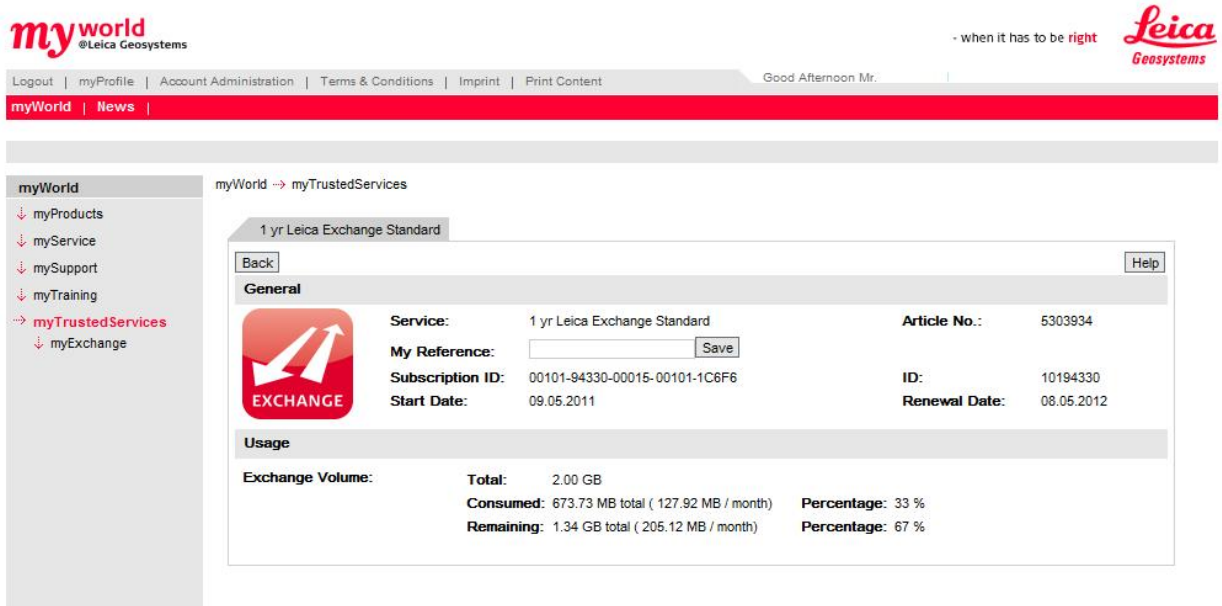 my world
@Leica Geosystems
- when it has to be right
Leica
Geosystems
Logout | myProfile | Account Administration | Terms & Conditions | Imprint | Print Content
Good Afternoon Mr.
myWorld | News |
myWorld
myProducts
myService
mySupport
myTraining
myTrustedServices
myExchange
myWorld → myTrustedServices
1 yr Leica Exchange Standard
Back Help
General
EXCHANGE
Service: 1 yr Leica Exchange Standard Article No.: 5303934
My Reference: Save
Subscription ID: 00101-94330-00015-00101-1C6F6 ID: 10194330
Start Date: 09.05.2011 Renewal Date: 08.05.2012
Usage
Exchange Volume: Total: 2.00 GB
Consumed: 673.73 MB total ( 127.92 MB / month) Percentage: 33 %
Remaining: 1.34 GB total ( 205.12 MB / month) Percentage: 67 %